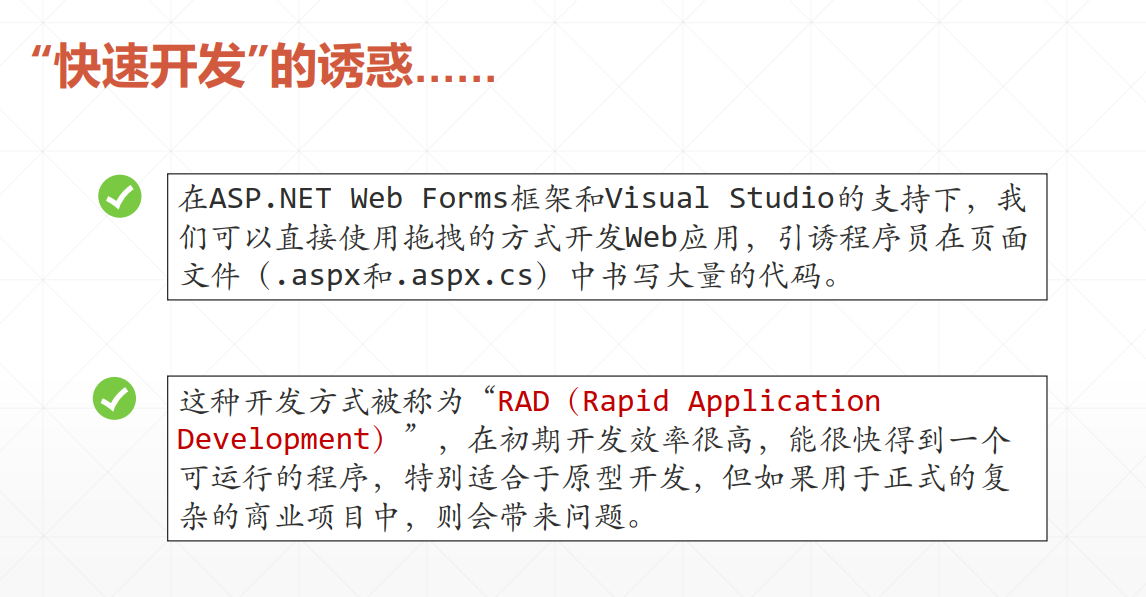 “快速开发”的诱惑……
在ASP.NET Web Forms框架和Visual Studio的支持下，我
们可以直接使用拖拽的方式开发Web应用，引诱程序员在页面
文件（.aspx和.aspx.cs）中书写大量的代码。
这种开发方式被称为“RAD（Rapid Application
Development）”，在初期开发效率很高，能很快得到一个
可运行的程序，特别适合于原型开发，但如果用于正式的复
杂的商业项目中，则会带来问题。